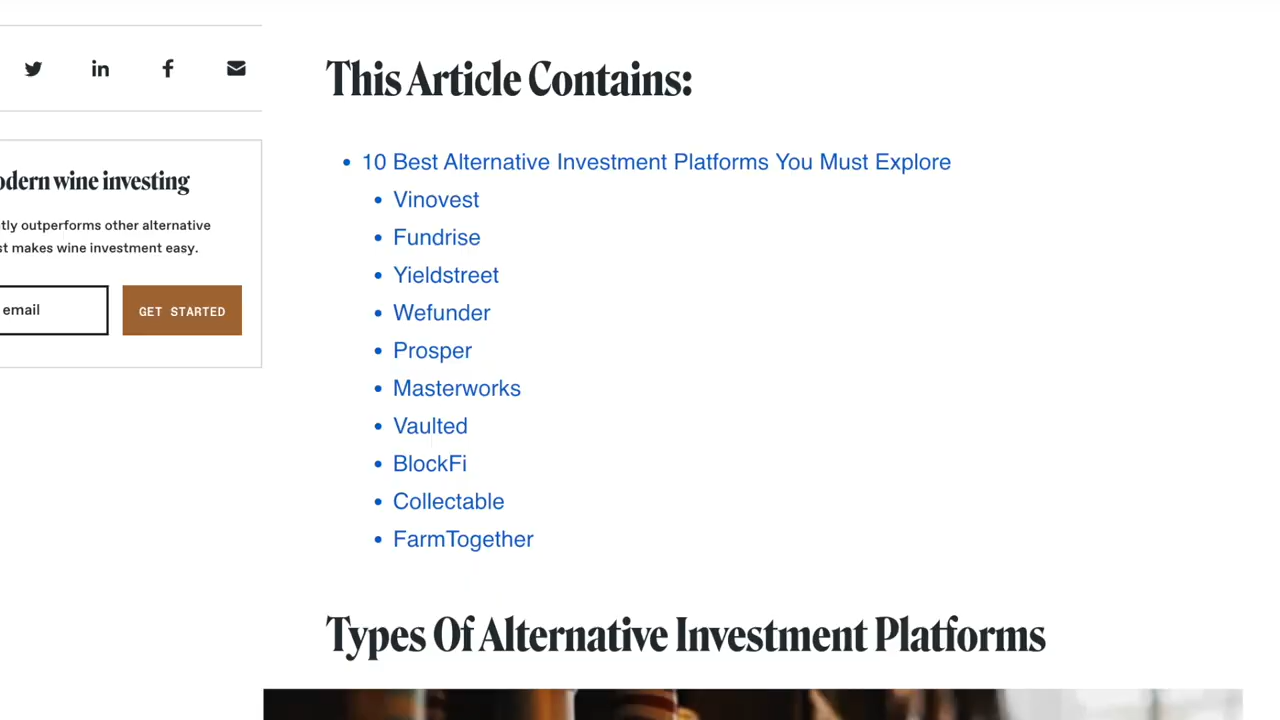 This Article Contains:
10 Best Alternative Investment Platforms You Must Explore
Vinovest
Fundrise
Yieldstreet
Wefunder
Prosper
Masterworks
Vaulted
BlockFi
Collectable
FarmTogether
Types Of Alternative Investment Platforms
odern wine investing
tly outperforms other alternative
st makes wine investment easy.
email
GET STARTED